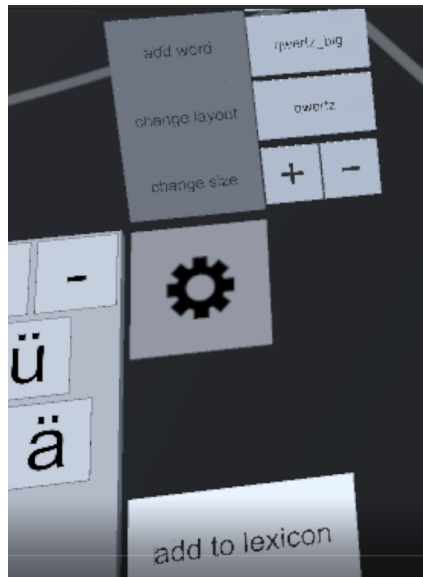 add word
qwertz_big
change layout
qwertz
change size
+ -
-
ü
ä
add to lexicon